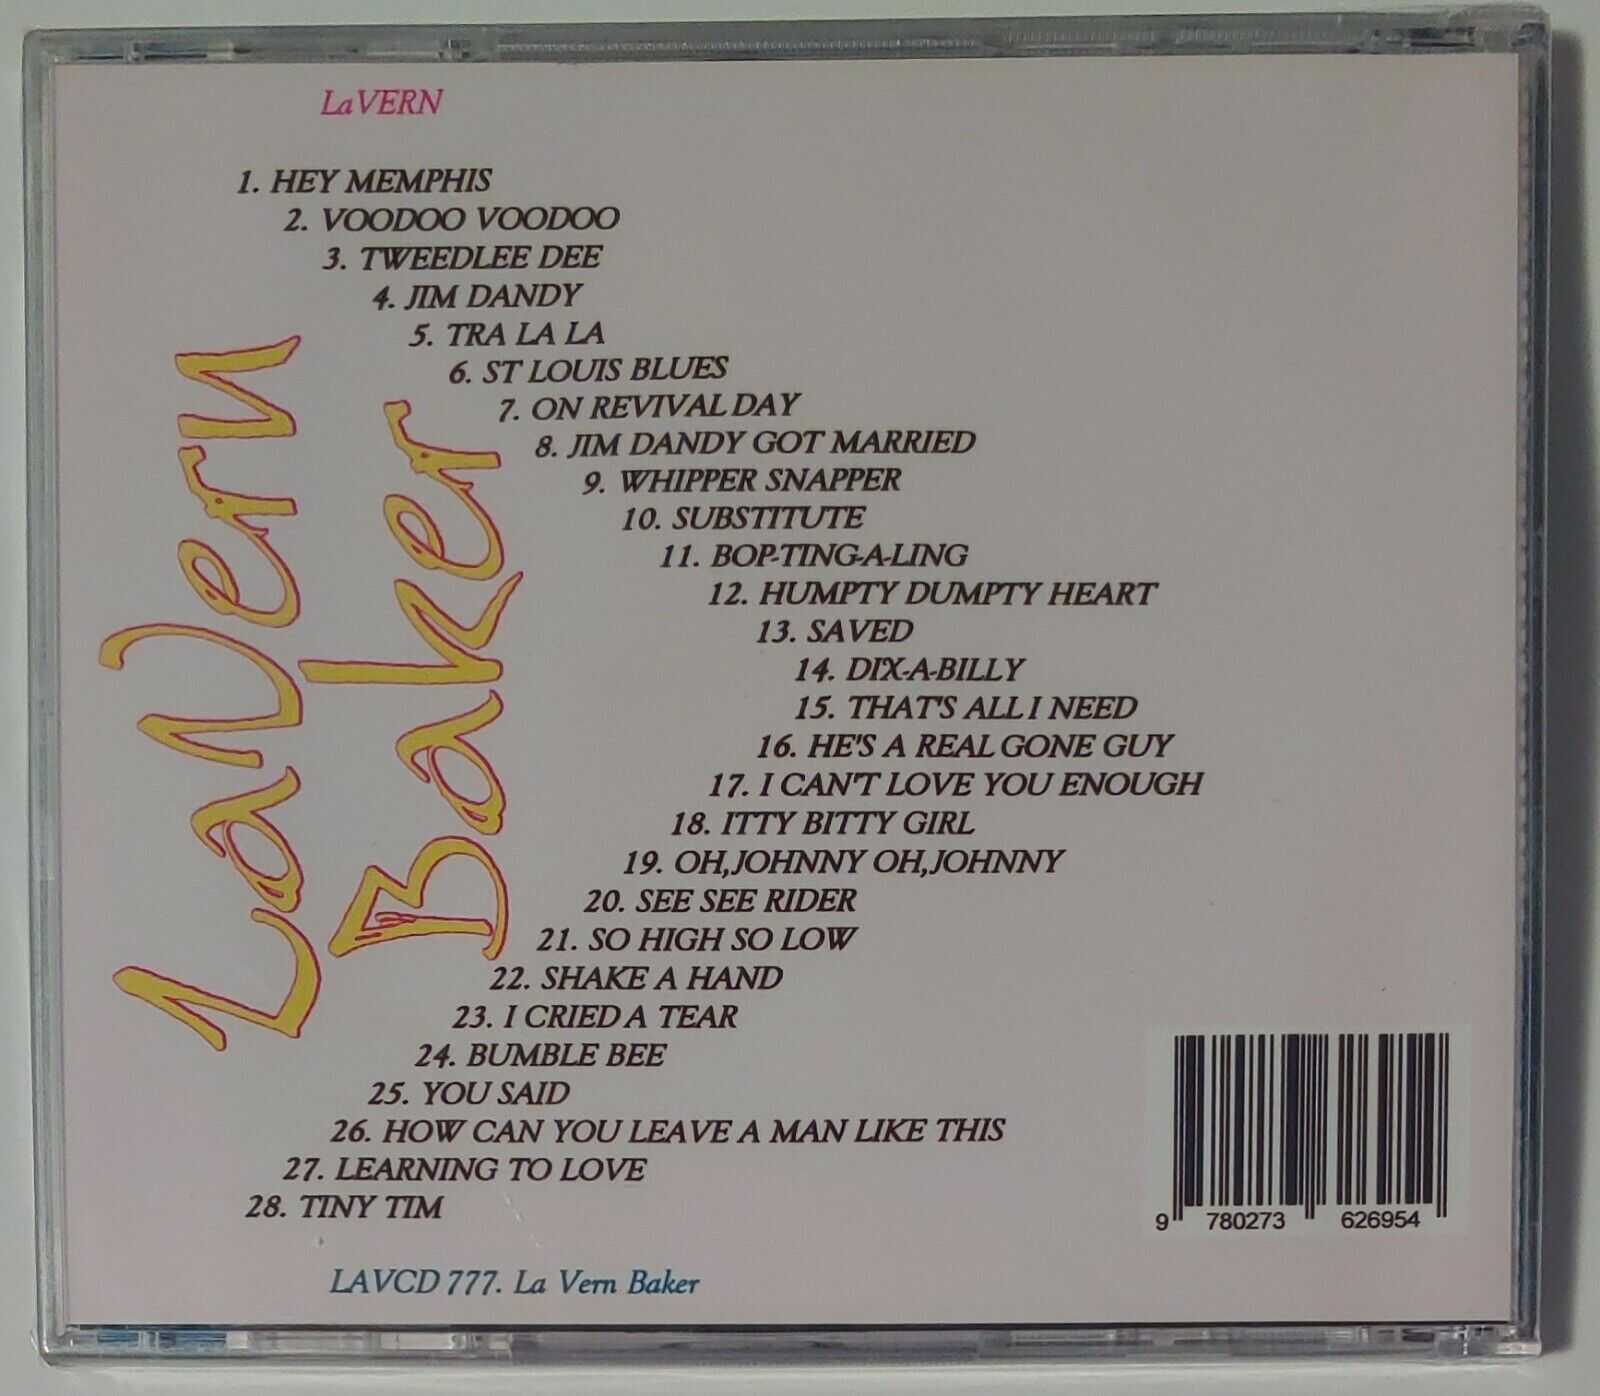 LaVERN
1. HEY MEMPHIS
2. VOODOO VOODOO
3. TWEEDLEE DEE
4. JIM DANDY
5. TRA LA LA
6. ST LOUIS BLUES
7. ON REVIVAL DAY
8. JIM DANDY GOT MARRIED
9. WHIPPER SNAPPER
10. SUBSTITUTE
11. BOP-TING-A-LING
12. HUMPTY DUMPTY HEART
13. SAVED
14. DIX-A-BILLY
15. THAT'S ALL I NEED
16. HE'S A REAL GONE GUY
17. I CAN'T LOVE YOU ENOUGH
18. ITTY BITTY GIRL
19. OH,JOHNNY OH,JOHNNY
20. SEE SEE RIDER
21. SO HIGH SO LOW
22. SHAKE A HAND
23. I CRIED A TEAR
24. BUMBLE BEE
25. YOU SAID
26. HOW CAN YOU LEAVE A MAN LIKE THIS
27. LEARNING TO LOVE
28. TINY TIM
LaVern
Baker
9 780273 626954
LAVCD 777. La Vern Baker